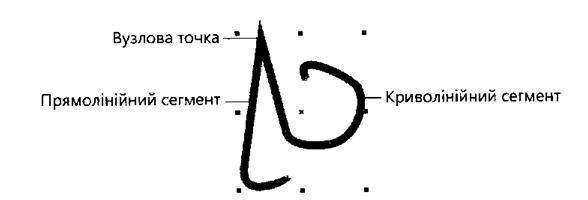 Вузлова точка
Прямолінійний сегмент
Криволінійний сегмент